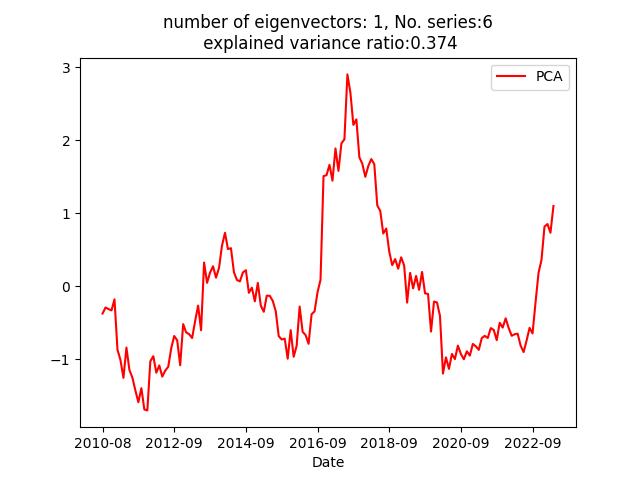 number of eigenvectors: 1, No. series:6
explained variance ratio:0.374
PCA
3
2
1
0
−1
2010-08 2012-09 2014-09 2016-09 2018-09 2020-09 2022-09
Date